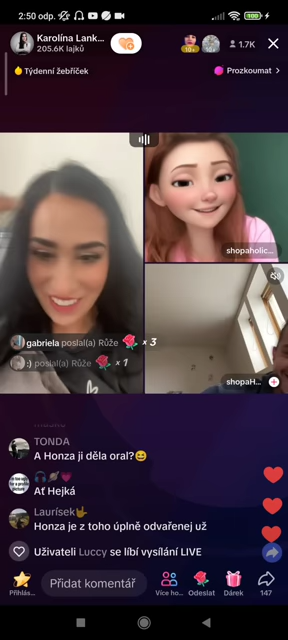 2:50 odp.
Karolína Lank...
205.6K lajků
10+
10+
1.7K
Týdenní žebříček
Prozkoumat >
shopaholic...
gabriela poslal(a) Růže x 3
:) poslal(a) Růže x 1
shopaH...
TONDA
A Honza ji děla oral?😆
🎧🪐💗
Ať Hejká
Laurísek🤟
Honza je z toho úplně odvařenej už
Uživateli Luccy se líbí vysílání LIVE
Přihlás...
Přidat komentář
Více ho...
Odeslat
Dárek
147